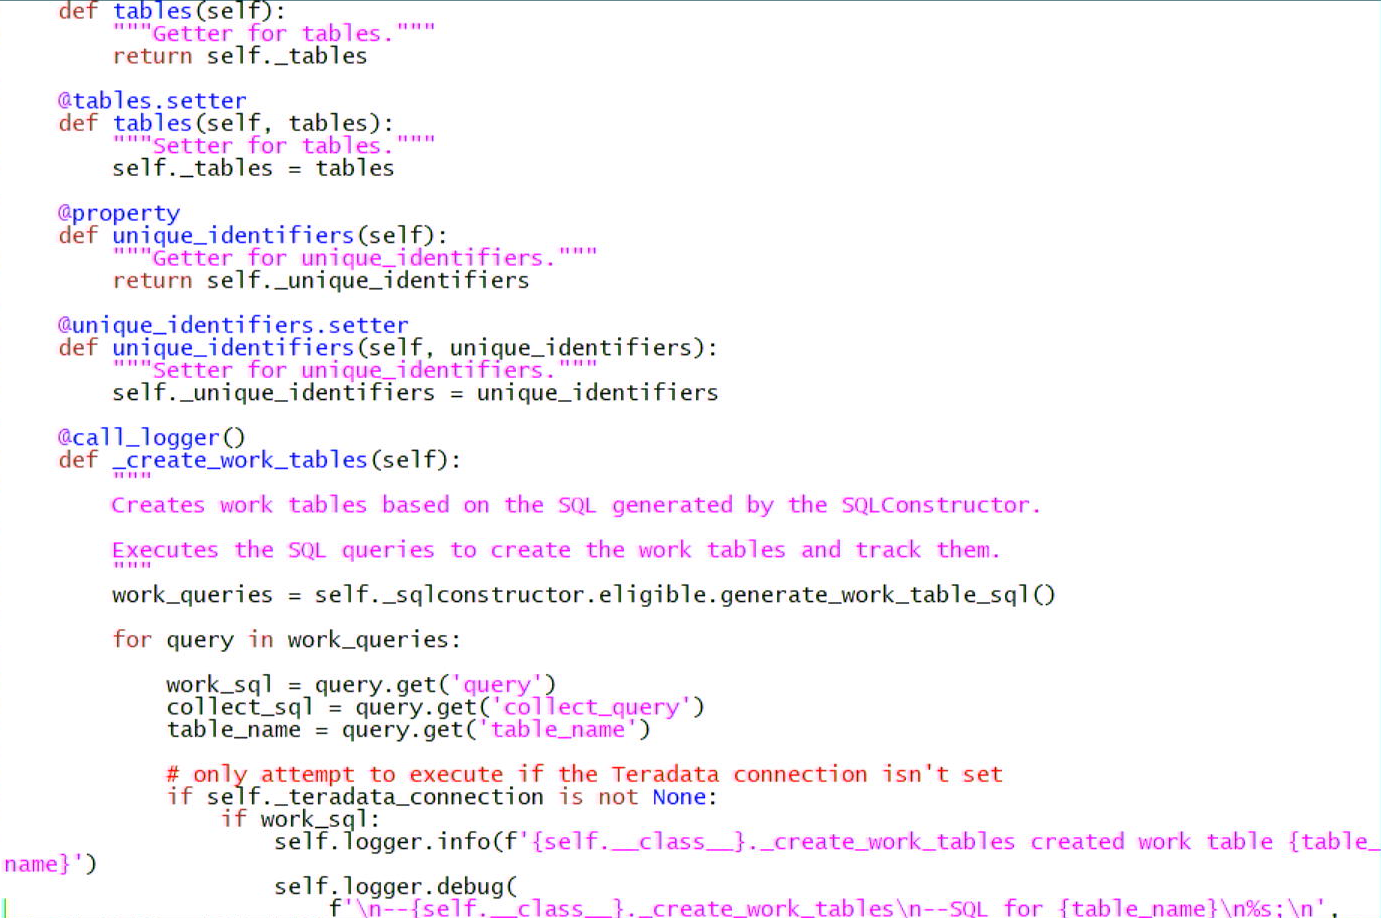 def tables(self):
"""Getter for tables."""
return self._tables
@tables.setter
def tables(self, tables):
"""Setter for tables."""
self._tables = tables
@property
def unique_identifiers(self):
"""Getter for unique_identifiers."""
return self._unique_identifiers
@unique_identifiers.setter
def unique_identifiers(self, unique_identifiers):
"""Setter for unique_identifiers."""
self._unique_identifiers = unique_identifiers
@call_logger()
def _create_work_tables(self):
"""
Creates work tables based on the SQL generated by the SQLConstructor.
Executes the SQL queries to create the work tables and track them.
"""
work_queries = self._sqlconstructor.eligible.generate_work_table_sql()
for query in work_queries:
work_sql = query.get('query')
collect_sql = query.get('collect_query')
table_name = query.get('table_name')
# only attempt to execute if the Teradata connection isn't set
if self._teradata_connection is not None:
if work_sql:
self.logger.info(f'{self.__class__}._create_work_tables created work table {table_
name}')
self.logger.debug(
f'\n--{self.__class__}._create_work_tables\n--SQL for {table_name}\n%s;\n',